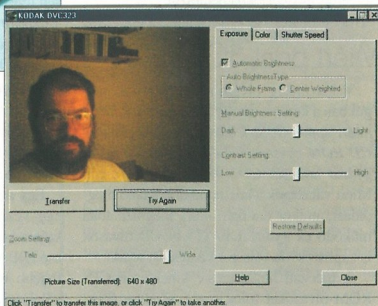 KODAK DVC323
Exposure Color Shutter Speed
Automatic Brightness
Auto BrightnessType
Whole Frame Center Weighted
Manual Brightness Setting:
Dark Light
Contrast Setting:
Low High
Restore Defaults
Transfer Try Again
Zoom Setting:
Tele Wide
Picture Size (Transferred): 640 x 480
Help Close
Click "Transfer" to transfer this image, or click "Try Again" to take another.